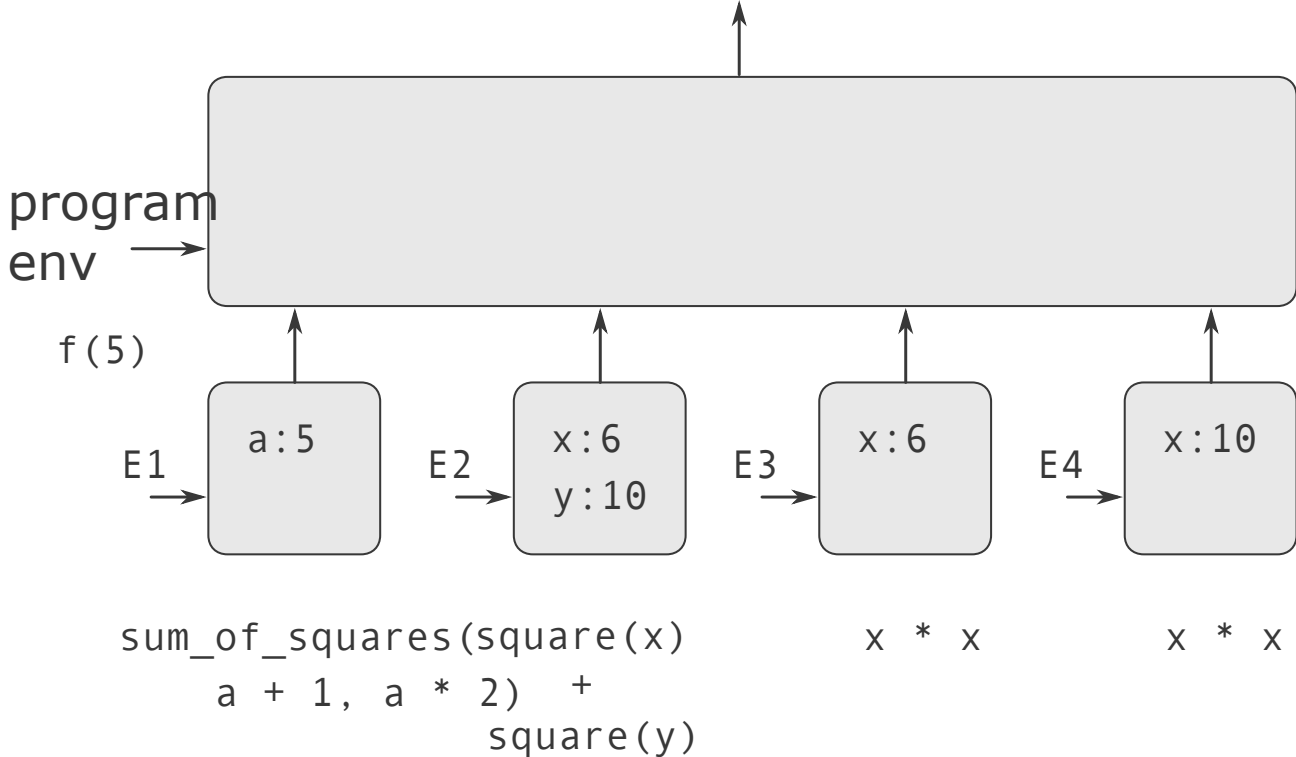 program
env
f(5)
E1
a:5
E2
x:6
y:10
E3
x:6
E4
x:10
sum_of_squares(
a + 1, a * 2)
square(x)
+
square(y)
x * x
x * x